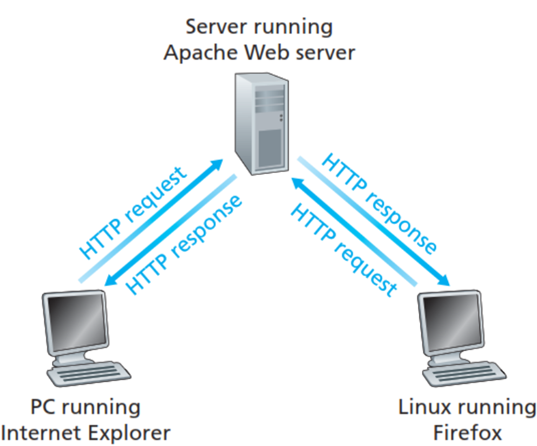 Server running
Apache Web server
HTTP request
HTTP response
HTTP response
HTTP request
PC running
Internet Explorer
Linux running
Firefox